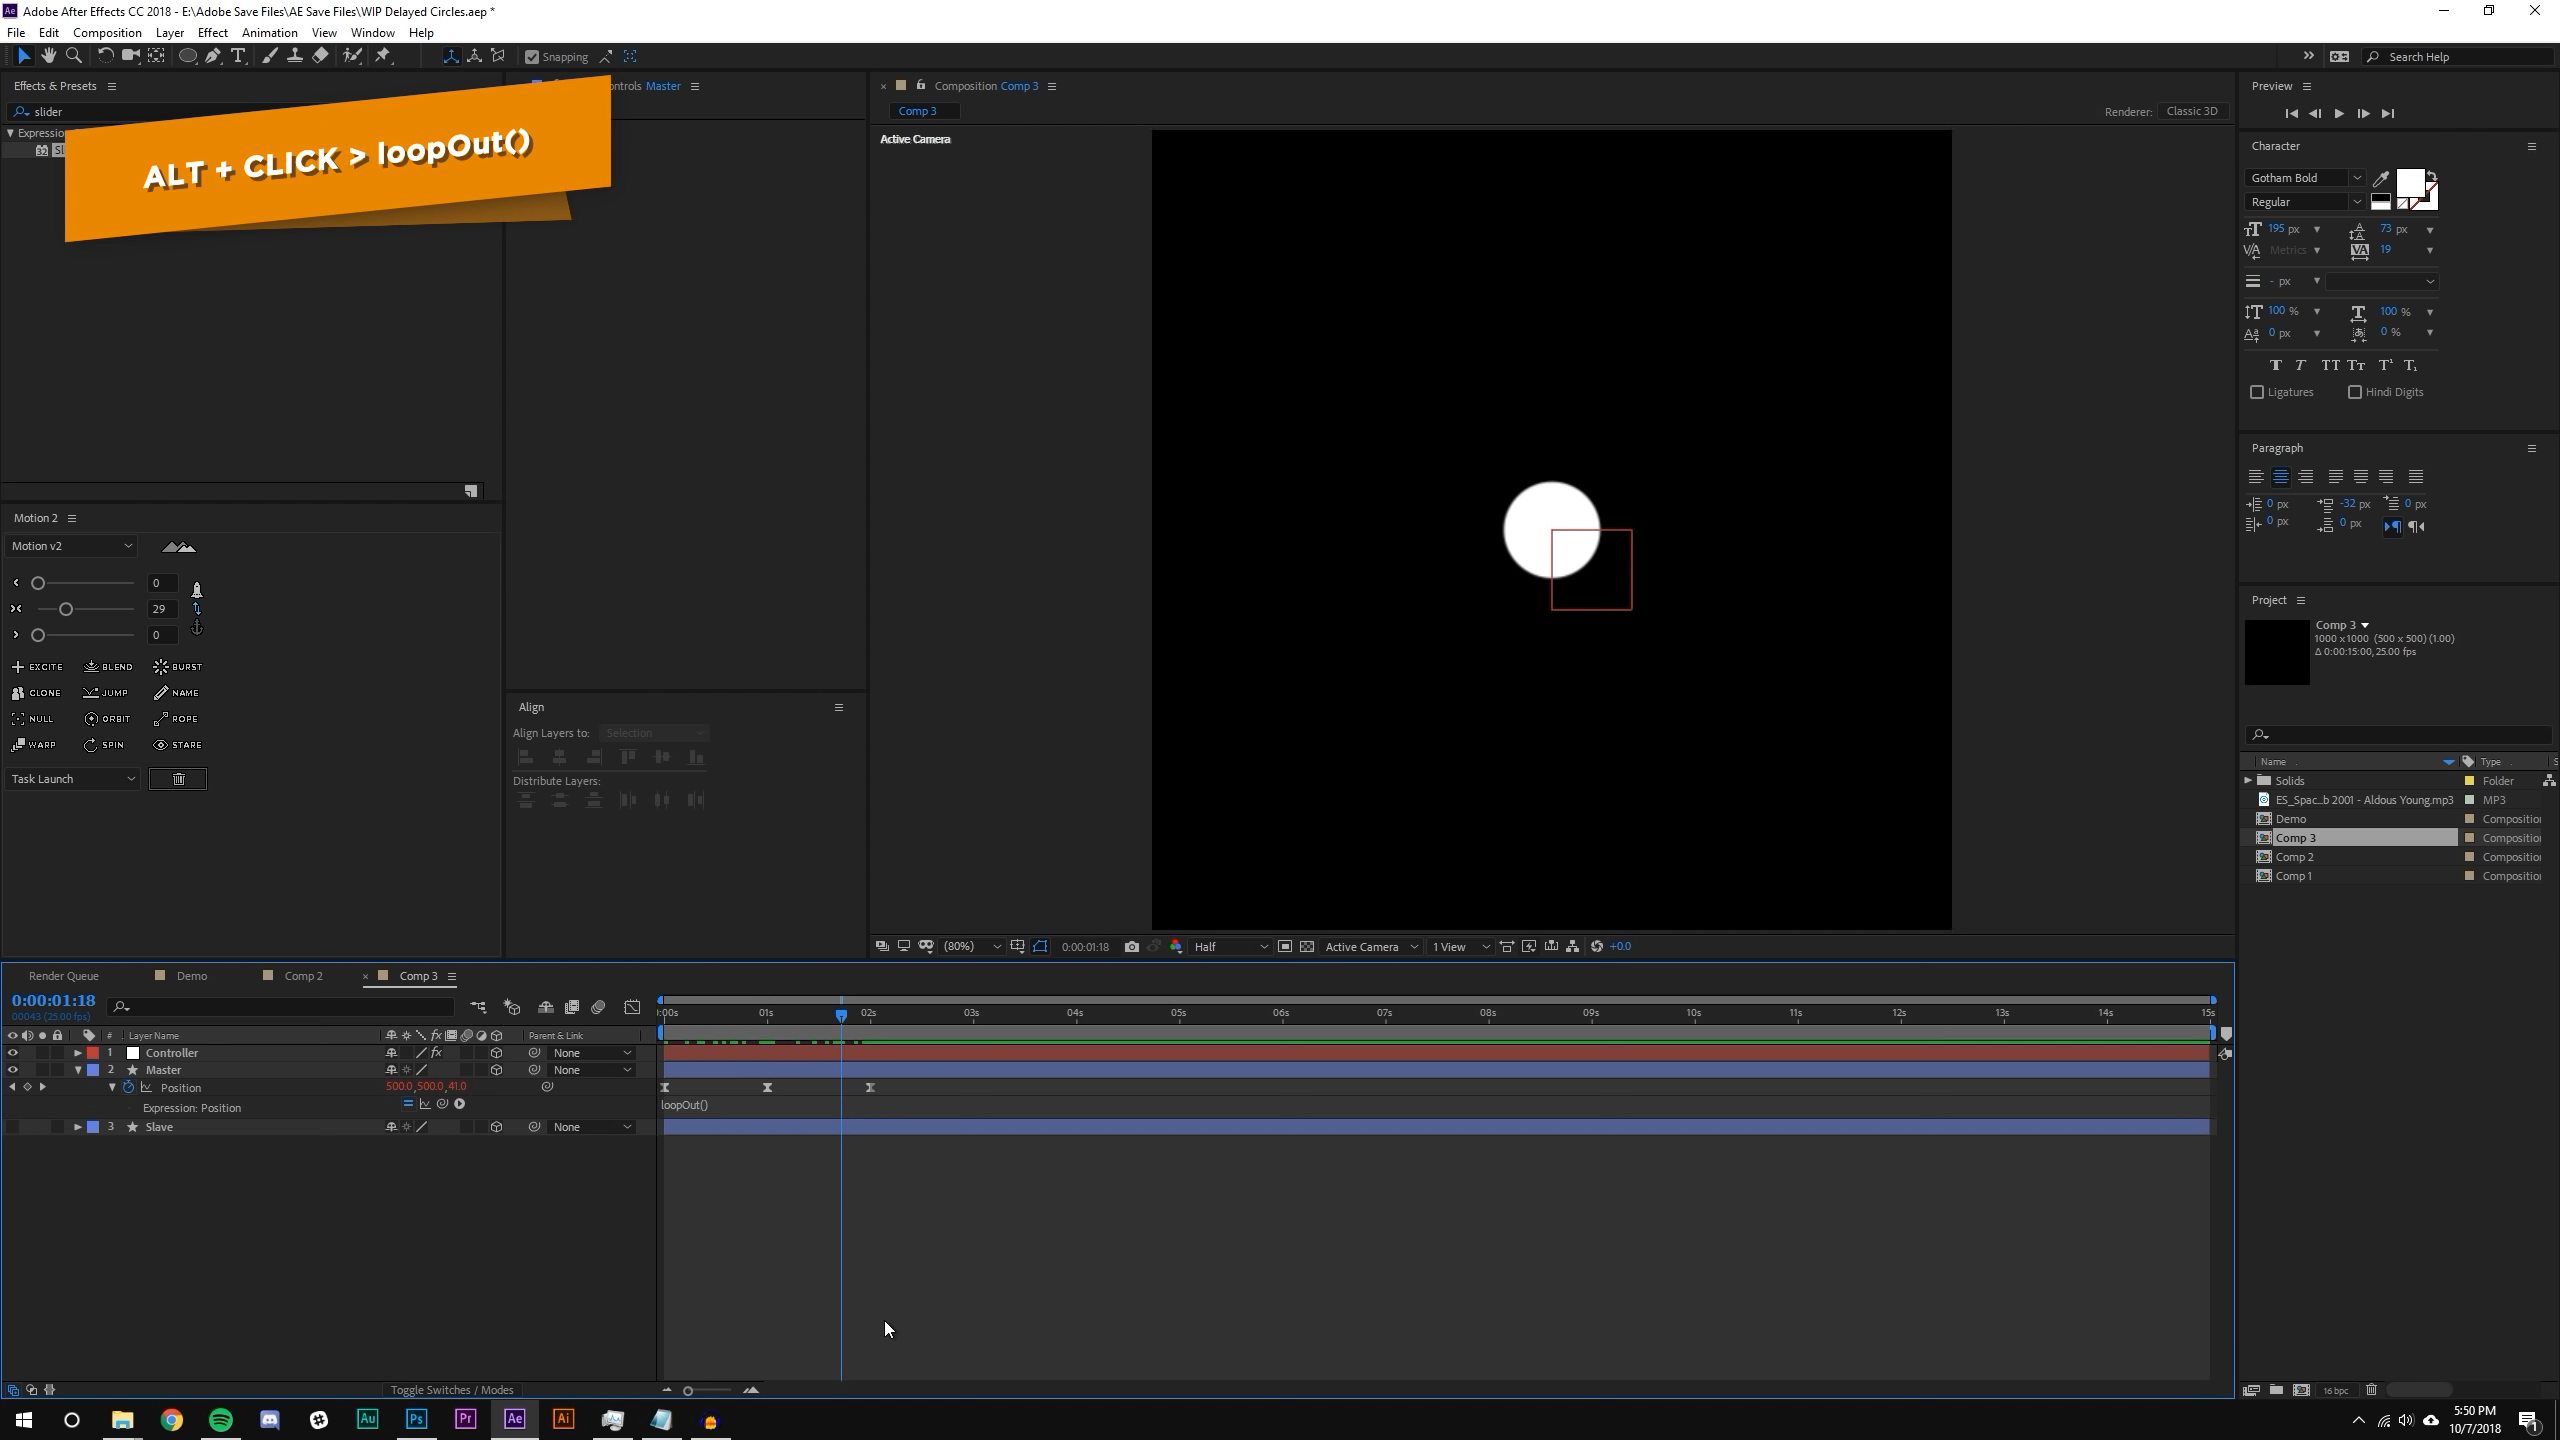 Adobe After Effects CC 2018 - E:\Adobe Save Files\AE Save Files\WIP Delayed Circles.aep *
File Edit Composition Layer Effect Animation View Window Help
Snapping
Search Help
Effects & Presets
slider
ALT + CLICK > loopOut()
Controls Master
Composition Comp 3
Comp 3
Renderer: Classic 3D
Active Camera
Preview
Character
Gotham Bold
Regular
195 px 73 px
Metrics 19
- px
100 % 100 %
0 px 0 %
Ligatures Hindi Digits
Paragraph
0 px -32 px 0 px
0 px 0 px
Motion 2
Motion v2
0
29
0
EXCITE BLEND BURST
CLONE JUMP NAME
NULL ORBIT ROPE
WARP SPIN STARE
Task Launch
Align
Align Layers to: Selection
Distribute Layers:
Project
Comp 3
1000 x 1000 (500 x 500) (1.00)
Δ 0:00:15:00, 25.00 fps
Name Type
Solids Folder
ES_Spac...b 2001 - Aldous Young.mp3 MP3
Demo Composition
Comp 3 Composition
Comp 2 Composition
Comp 1 Composition
(80%) 0:00:01:18 Half Active Camera 1 View +0.0
Render Queue Demo Comp 2 Comp 3
0:00:01:18
00043 (25.00 fps)
:00s 01s 02s 03s 04s 05s 06s 07s 08s 09s 10s 11s 12s 13s 14s 15s
# Layer Name Parent & Link
1 Controller None
2 Master None
Position 500.0,500.0,41.0
Expression: Position loopOut()
3 Slave None
Toggle Switches / Modes
16 bpc
Au Ps Pr Ae Ai
5:50 PM
10/7/2018